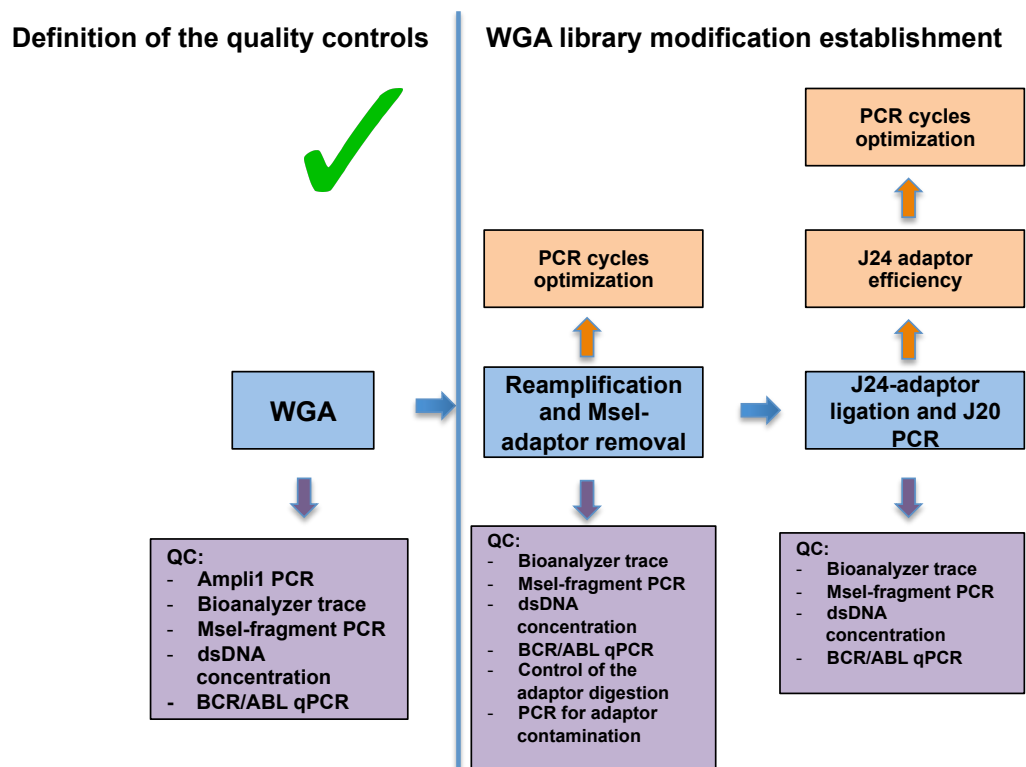 Definition of the quality controls
WGA library modification establishment
PCR cycles
optimization
PCR cycles
optimization
J24 adaptor
efficiency
WGA
Reamplification
and MseI-
adaptor removal
J24-adaptor
ligation and J20
PCR
QC:
- Ampli1 PCR
- Bioanalyzer trace
- MseI-fragment PCR
- dsDNA
concentration
- BCR/ABL qPCR
QC:
- Bioanalyzer trace
- MseI-fragment PCR
- dsDNA
concentration
- BCR/ABL qPCR
- Control of the
adaptor digestion
- PCR for adaptor
contamination
QC:
- Bioanalyzer trace
- MseI-fragment PCR
- dsDNA
concentration
- BCR/ABL qPCR